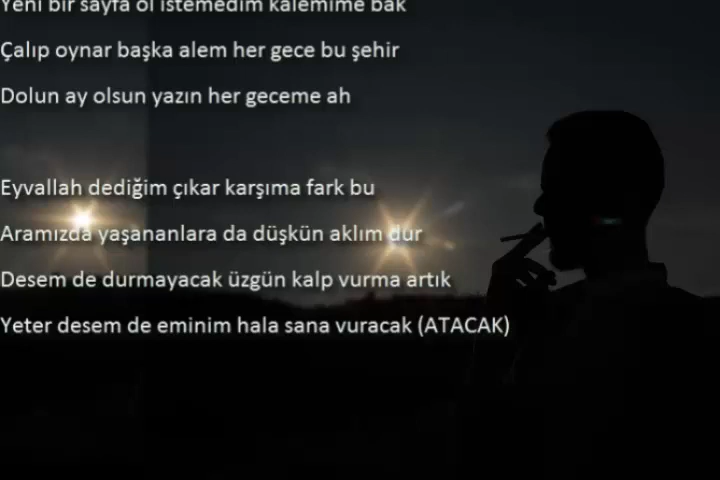 Yeni bir sayfa ol istemedim kalemime bak
Çalıp oynar başka alem her gece bu şehir
Dolun ay olsun yazın her geceme ah
Eyvallah dediğim çıkar karşıma fark bu
Aramızda yaşananlara da düşkün aklım dur
Desem de durmayacak üzgün kalp vurma artık
Yeter desem de eminim hala sana vuracak (ATACAK)